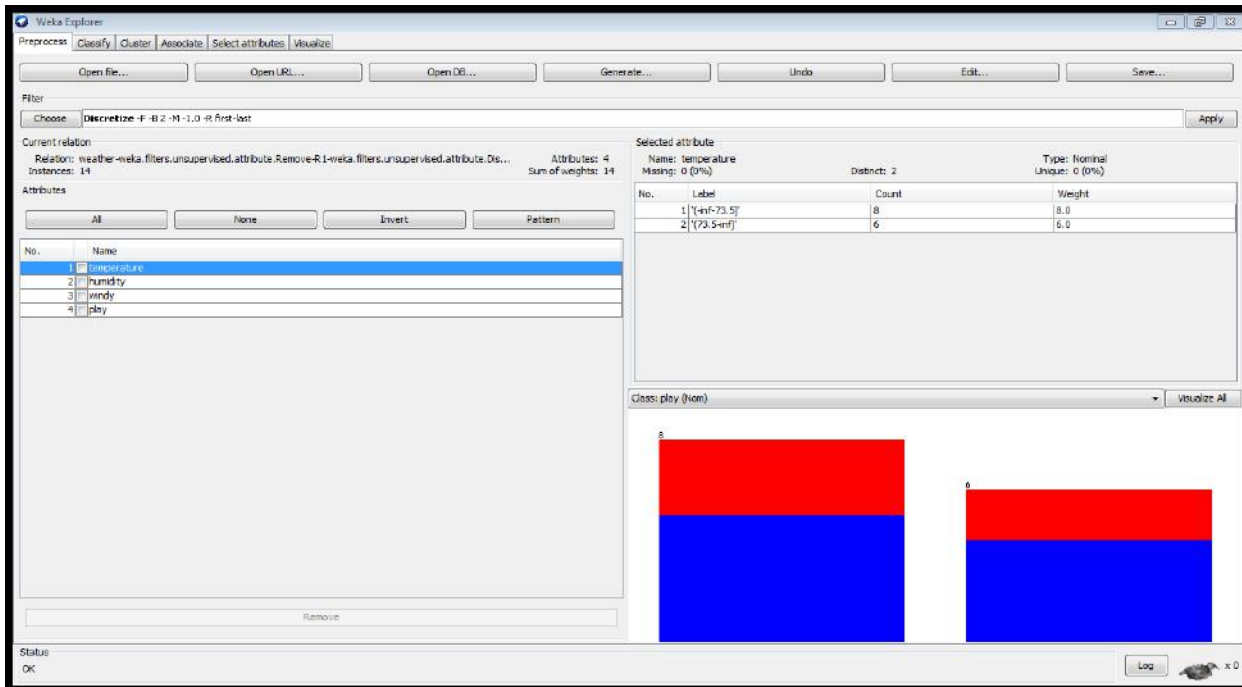 Weka Explorer
Preprocess Classify Cluster Associate Select attributes Visualize
Open file... Open URL... Open DB... Generate... Undo Edit... Save...
Filter
Choose Discretize -F -B 2 -M -1.0 -R first-last Apply
Current relation
Relation: weather-weka.filters.unsupervised.attribute.Remove-R1-weka.filters.unsupervised.attribute.Dis... Attributes: 4
Instances: 14 Sum of weights: 14
Attributes
All None Invert Pattern
No. Name
1 temperature
2 humidity
3 windy
4 play
Remove
Selected attribute
Name: temperature Type: Nominal
Missing: 0 (0%) Distinct: 2 Unique: 0 (0%)
No. Label Count Weight
1 '(-inf-73.5]' 8 8.0
2 '(73.5-inf)' 6 6.0
Class: play (Nom) Visualize All
8
6
Status
OK
Log x 0